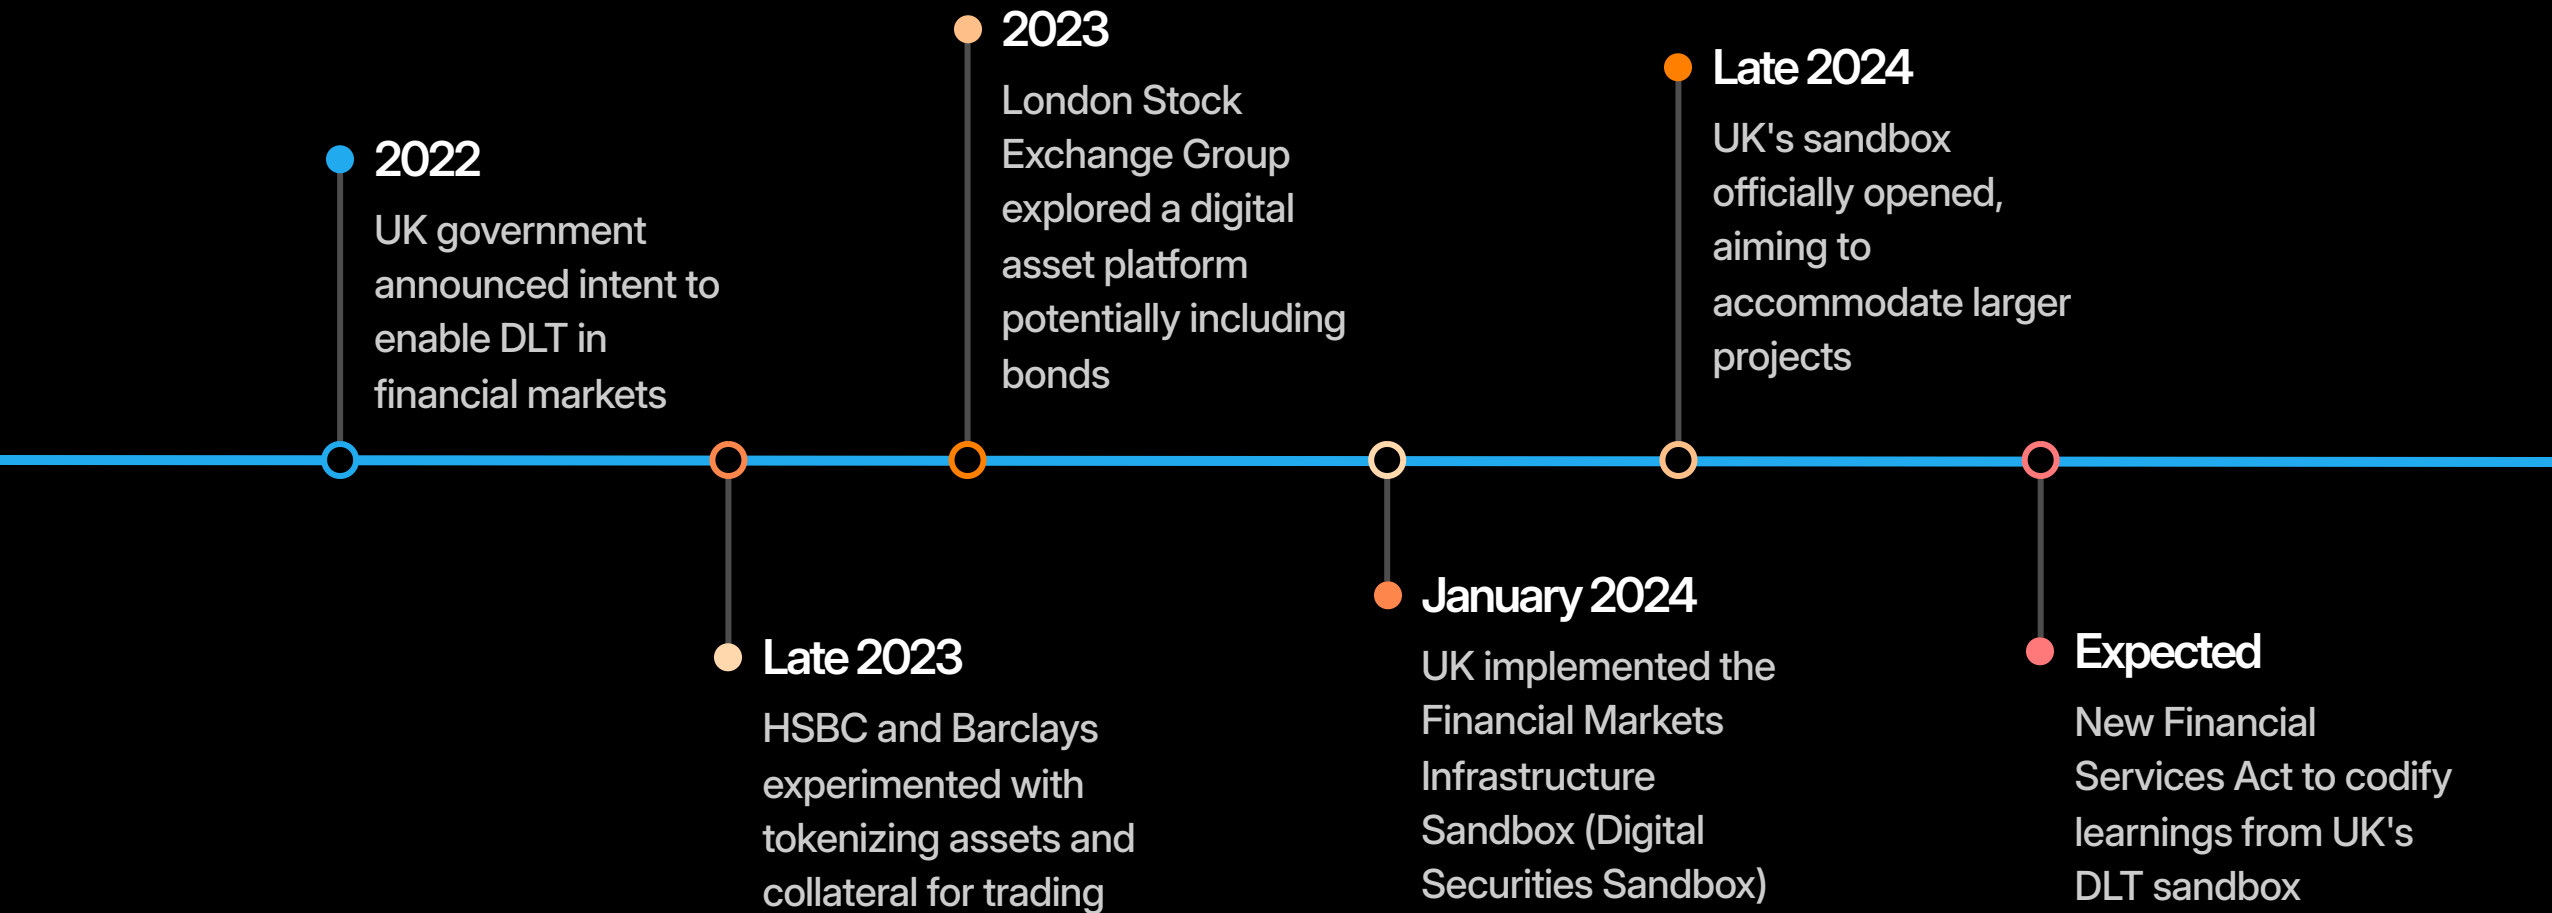 2022
UK government
announced intent to
enable DLT in
financial markets
Late 2023
HSBC and Barclays
experimented with
tokenizing assets and
collateral for trading
2023
London Stock
Exchange Group
explored a digital
asset platform
potentially including
bonds
January 2024
UK implemented the
Financial Markets
Infrastructure
Sandbox (Digital
Securities Sandbox)
Late 2024
UK's sandbox
officially opened,
aiming to
accommodate larger
projects
Expected
New Financial
Services Act to codify
learnings from UK's
DLT sandbox